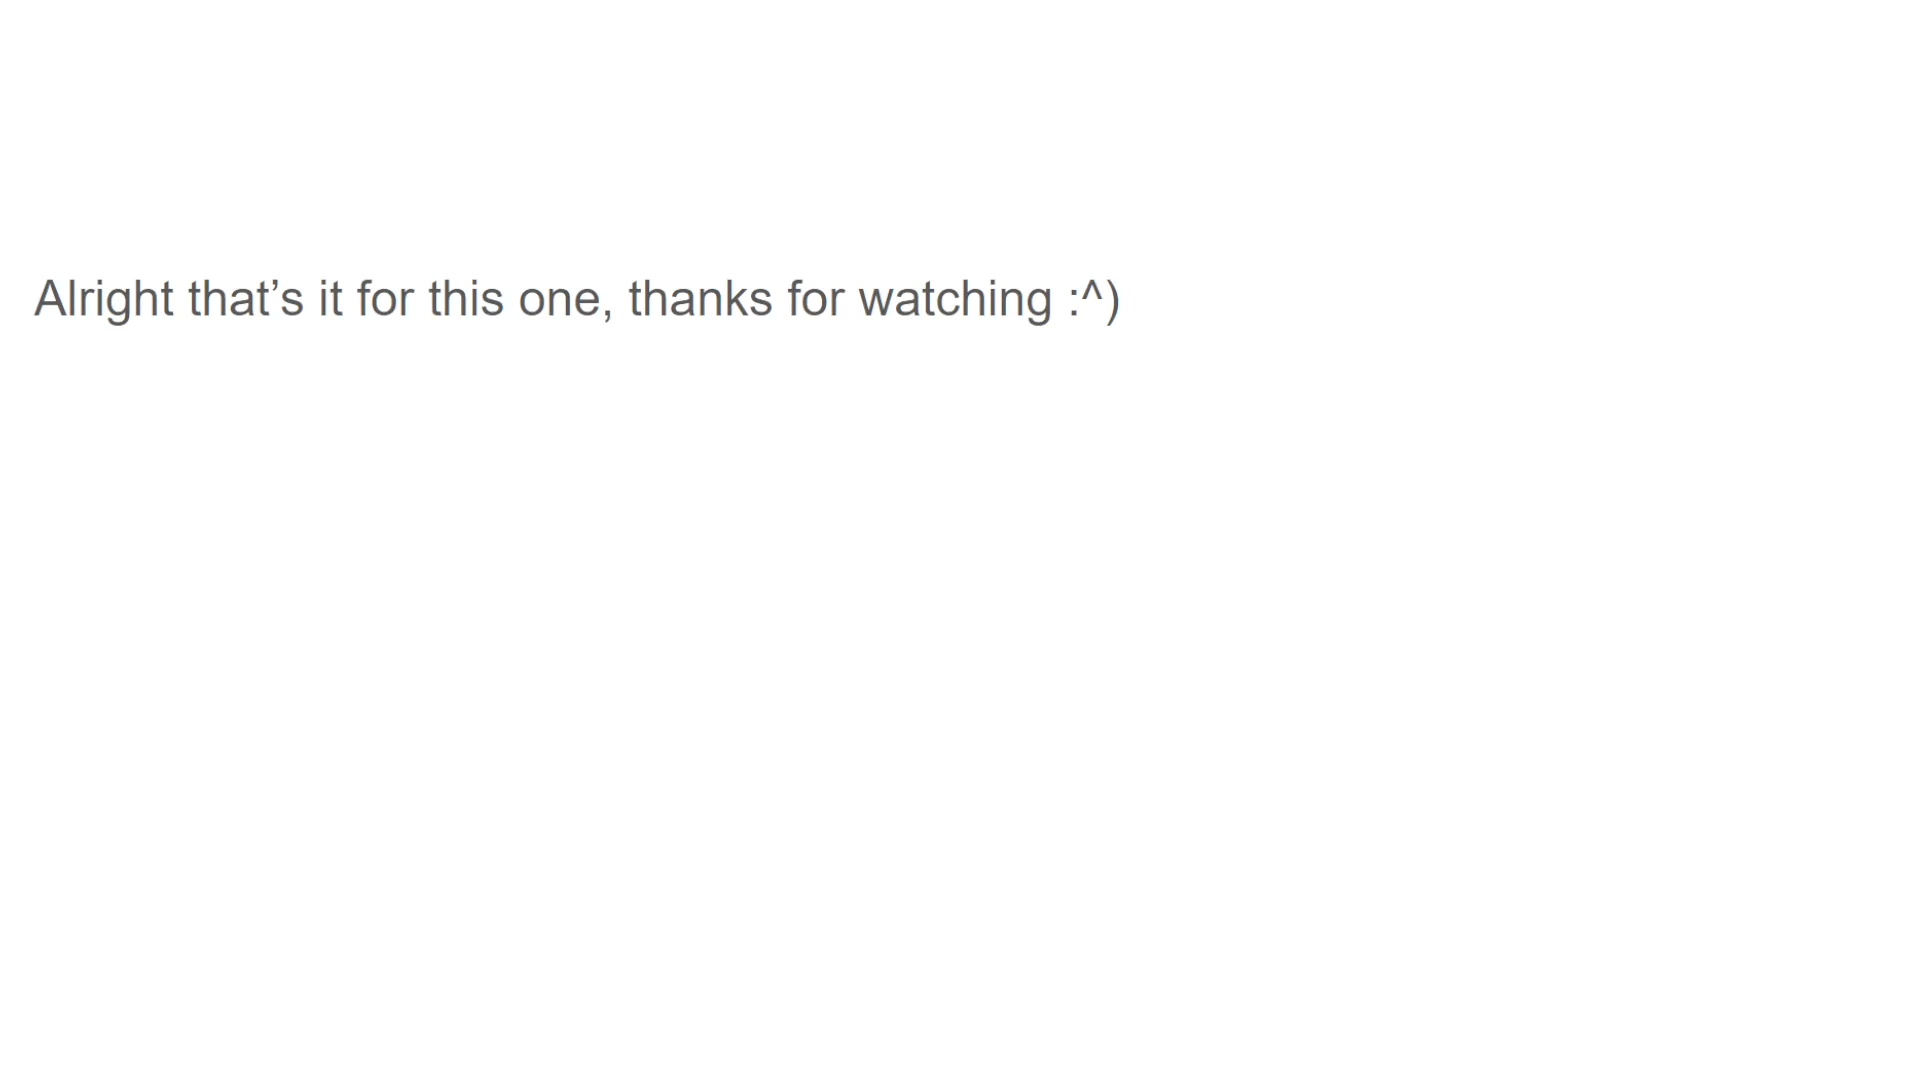 Alright that’s it for this one, thanks for watching :^)